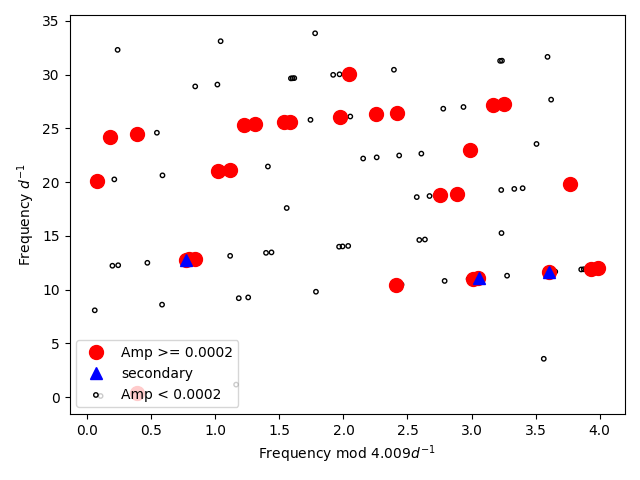 35
30
25
20
15
10
5
0
Frequency d⁻¹
Amp >= 0.0002
secondary
Amp < 0.0002
0.0 0.5 1.0 1.5 2.0 2.5 3.0 3.5 4.0
Frequency mod 4.009d⁻¹